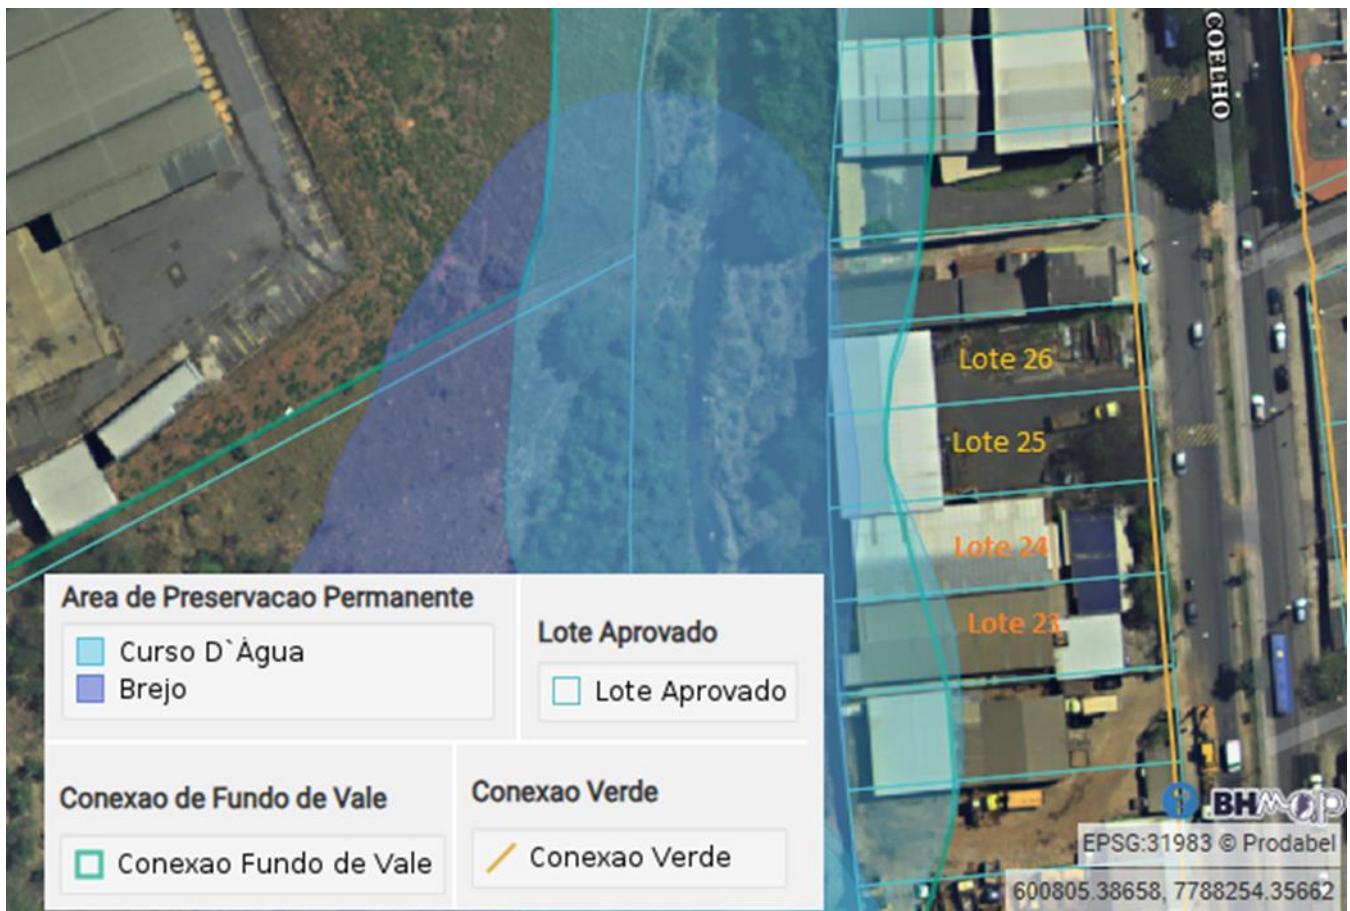 COELHO
Lote 26
Lote 25
Lote 24
Lote 23
Area de Preservacao Permanente
Curso D`Água
Brejo
Lote Aprovado
Lote Aprovado
Conexao de Fundo de Vale
Conexao Fundo de Vale
Conexao Verde
Conexao Verde
?
BHmap
EPSG:31983 © Prodabel
600805.38658, 7788254.35662